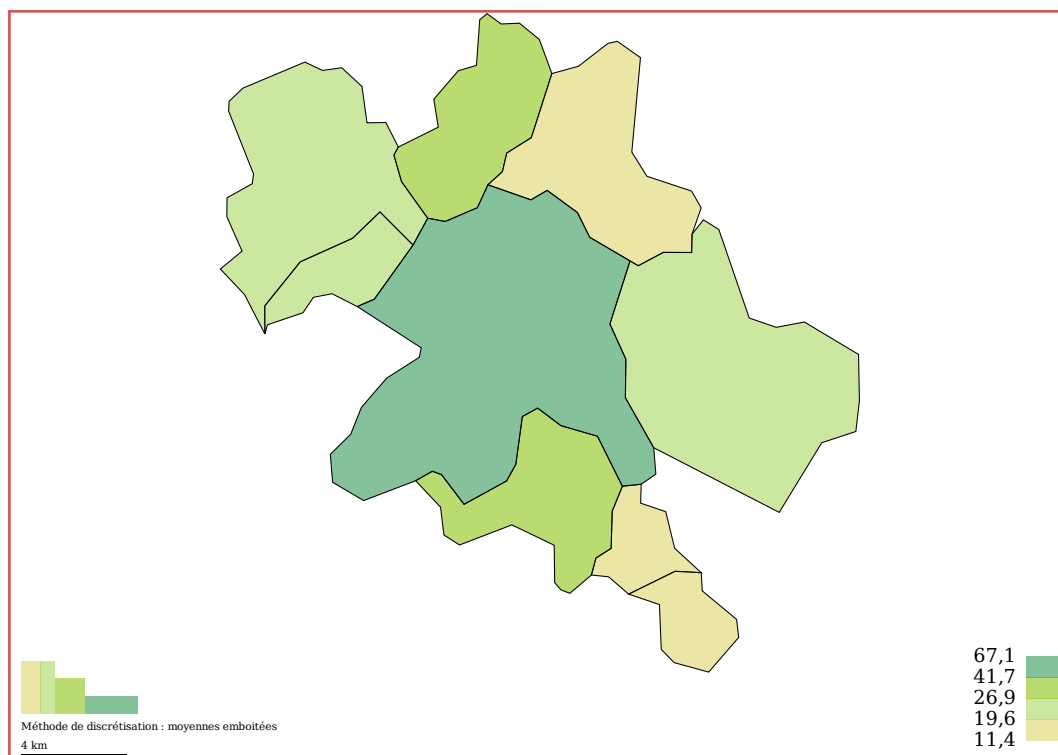 67,1
41,7
26,9
19,6
11,4
Méthode de discrétisation : moyennes emboitées
4 km